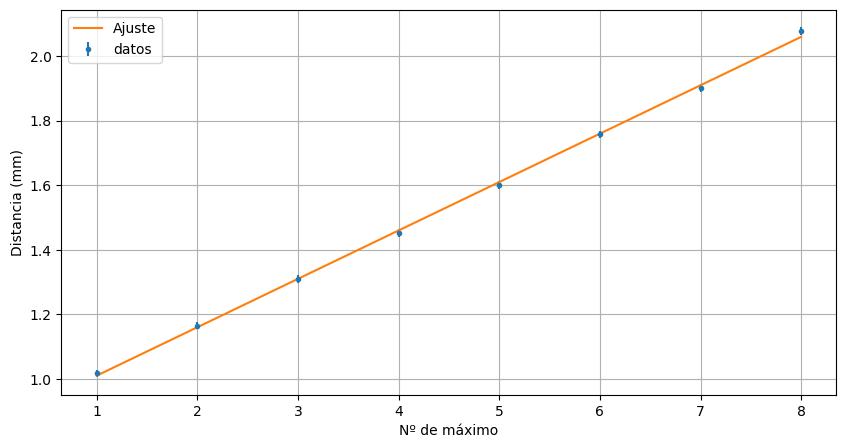 Ajuste
datos
2.0
1.8
1.6
1.4
1.2
1.0
Distancia (mm)
1 2 3 4 5 6 7 8
Nº de máximo